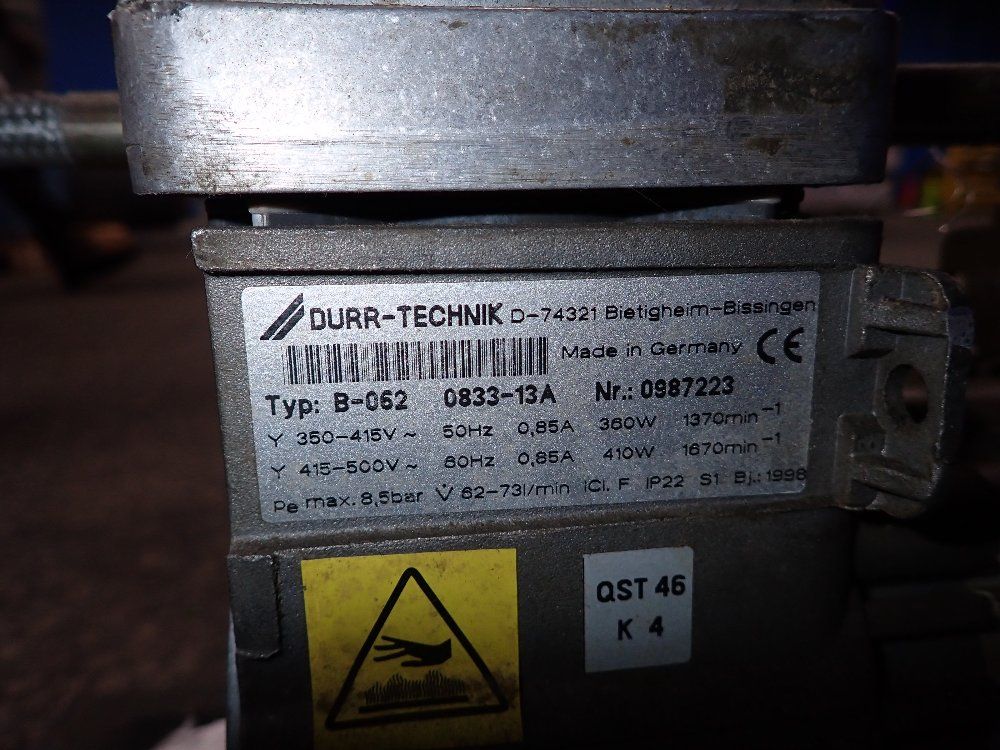 DURR-TECHNIK D-74321 Bietigheim-Bissingen
Made in Germany CE
Typ: B-062 0833-13A Nr.: 0987223
Y 350-415V~ 50Hz 0,85A 360W 1370min⁻¹
Y 415-500V~ 60Hz 0,85A 410W 1670min⁻¹
Pe max. 8,5bar V̇ 62-73l/min ICl. F IP22 S1 Bj.: 1998
QST 46
K 4